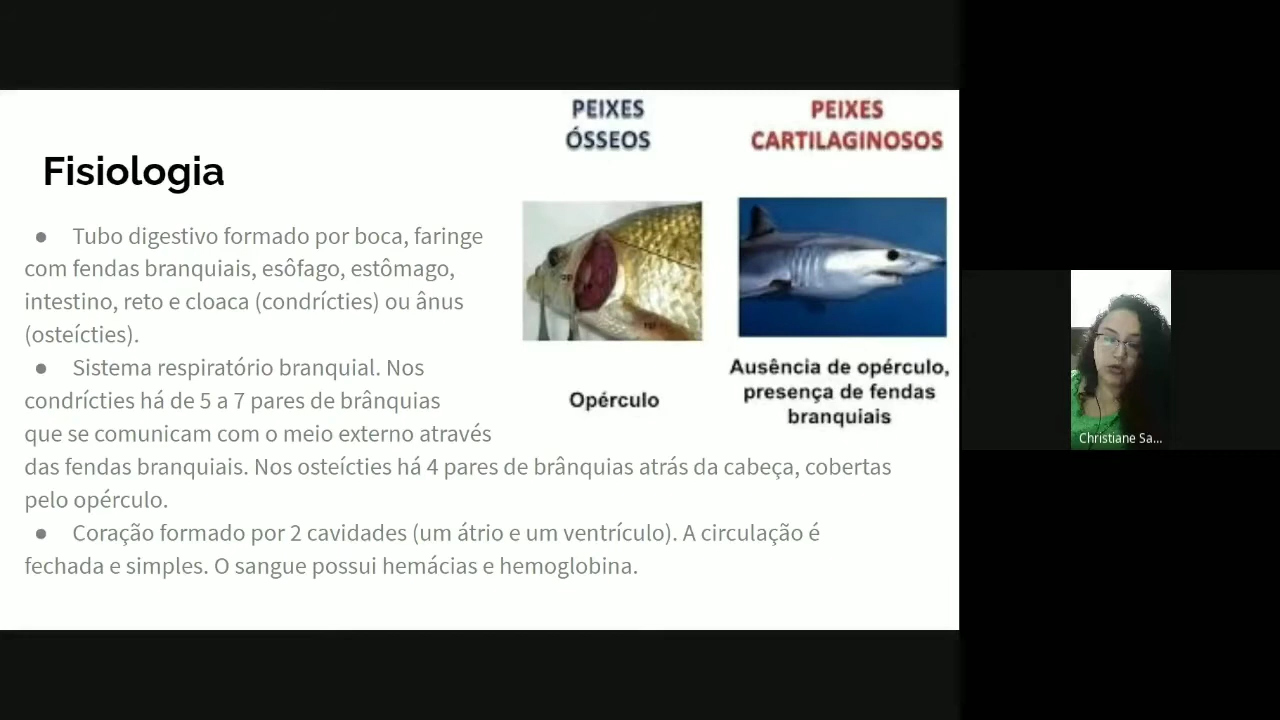 PEIXES
ÓSSEOS
PEIXES
CARTILAGINOSOS
Fisiologia
● Tubo digestivo formado por boca, faringe
com fendas branquiais, esôfago, estômago,
intestino, reto e cloaca (condrícties) ou ânus
(osteícties).
● Sistema respiratório branquial. Nos
condrícties há de 5 a 7 pares de brânquias
que se comunicam com o meio externo através
das fendas branquiais. Nos osteícties há 4 pares de brânquias atrás da cabeça, cobertas
pelo opérculo.
● Coração formado por 2 cavidades (um átrio e um ventrículo). A circulação é
fechada e simples. O sangue possui hemácias e hemoglobina.
Opérculo
Ausência de opérculo,
presença de fendas
branquiais
Christiane Sa...